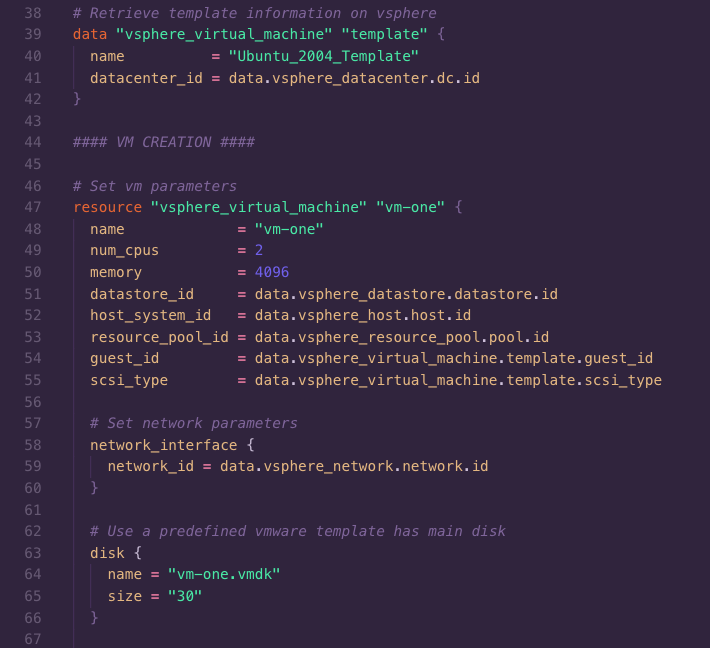 38 # Retrieve template information on vsphere
39 data "vsphere_virtual_machine" "template" {
40   name          = "Ubuntu_2004_Template"
41   datacenter_id = data.vsphere_datacenter.dc.id
42 }
43
44 #### VM CREATION ####
45
46 # Set vm parameters
47 resource "vsphere_virtual_machine" "vm-one" {
48   name             = "vm-one"
49   num_cpus         = 2
50   memory           = 4096
51   datastore_id     = data.vsphere_datastore.datastore.id
52   host_system_id   = data.vsphere_host.host.id
53   resource_pool_id = data.vsphere_resource_pool.pool.id
54   guest_id         = data.vsphere_virtual_machine.template.guest_id
55   scsi_type        = data.vsphere_virtual_machine.template.scsi_type
56
57   # Set network parameters
58   network_interface {
59     network_id = data.vsphere_network.network.id
60   }
61
62   # Use a predefined vmware template has main disk
63   disk {
64     name = "vm-one.vmdk"
65     size = "30"
66   }
67